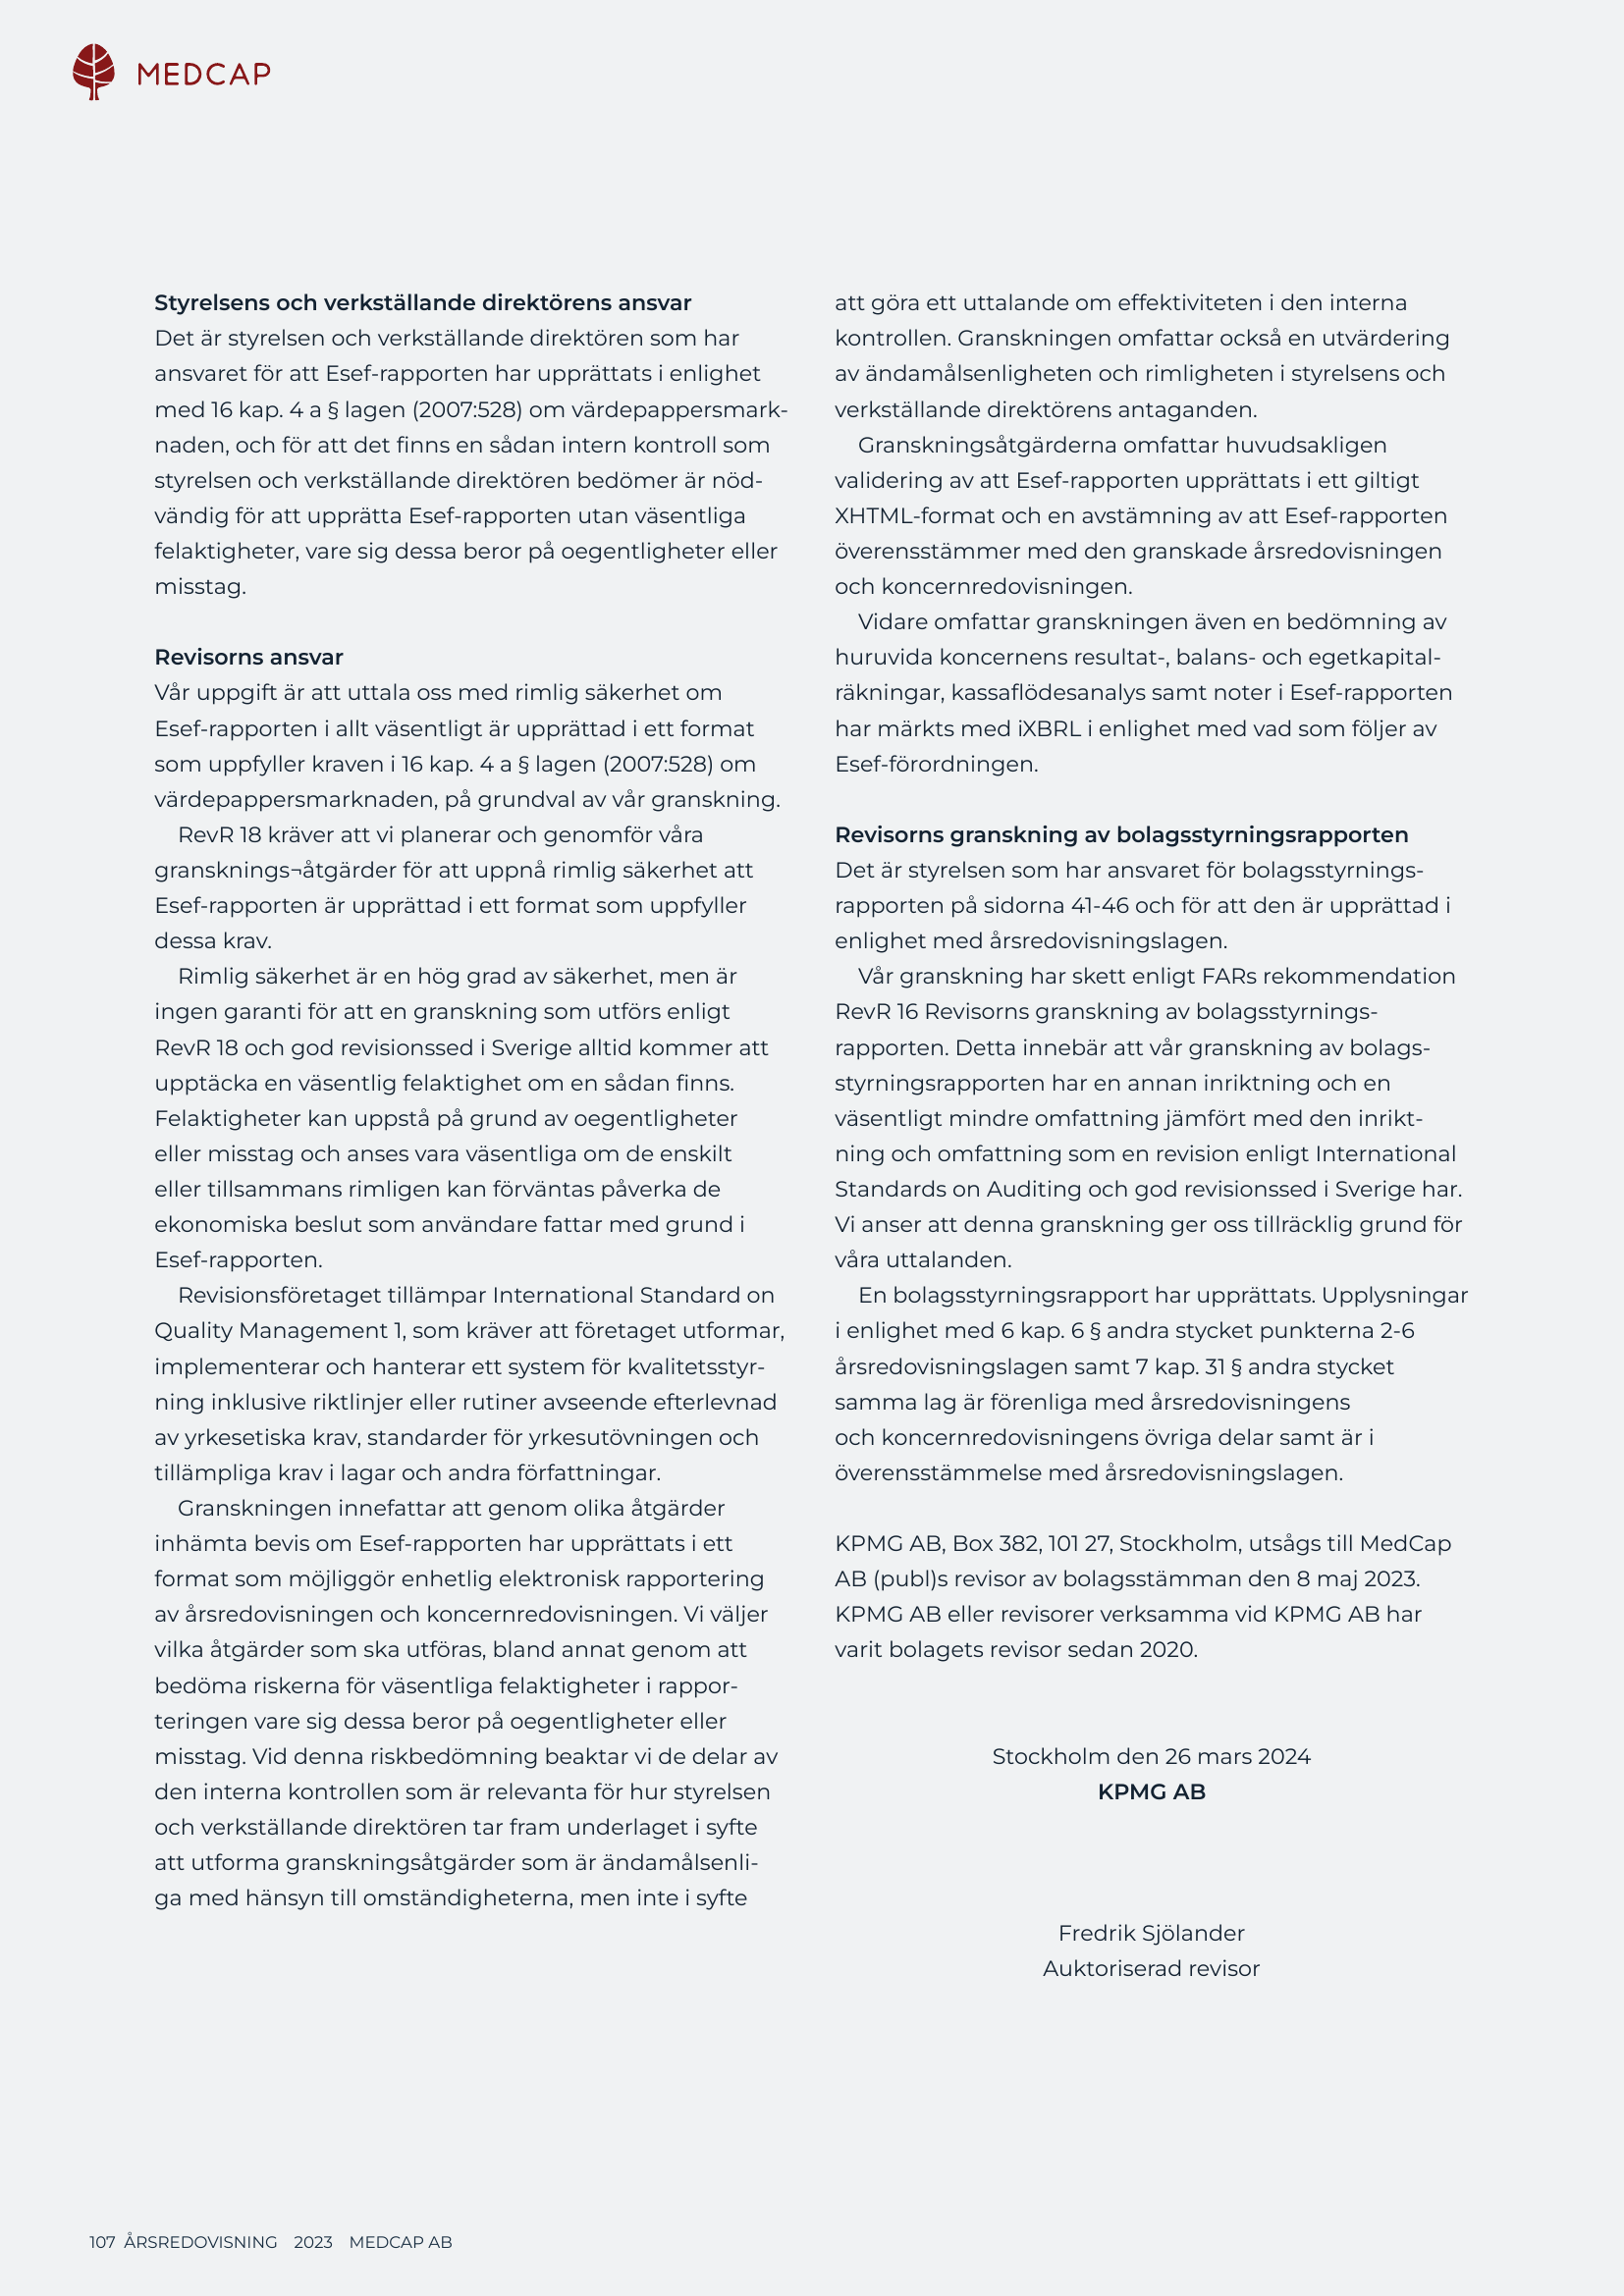 MEDCAP
Styrelsens och verkställande direktörens ansvar
Det är styrelsen och verkställande direktören som har
ansvaret för att Esef-rapporten har upprättats i enlighet
med 16 kap. 4 a § lagen (2007:528) om värdepappersmark-
naden, och för att det finns en sådan intern kontroll som
styrelsen och verkställande direktören bedömer är nöd-
vändig för att upprätta Esef-rapporten utan väsentliga
felaktigheter, vare sig dessa beror på oegentligheter eller
misstag.
Revisorns ansvar
Vår uppgift är att uttala oss med rimlig säkerhet om
Esef-rapporten i allt väsentligt är upprättad i ett format
som uppfyller kraven i 16 kap. 4 a § lagen (2007:528) om
värdepappersmarknaden, på grundval av vår granskning.
RevR 18 kräver att vi planerar och genomför våra
gransknings¬åtgärder för att uppnå rimlig säkerhet att
Esef-rapporten är upprättad i ett format som uppfyller
dessa krav.
Rimlig säkerhet är en hög grad av säkerhet, men är
ingen garanti för att en granskning som utförs enligt
RevR 18 och god revisionssed i Sverige alltid kommer att
upptäcka en väsentlig felaktighet om en sådan finns.
Felaktigheter kan uppstå på grund av oegentligheter
eller misstag och anses vara väsentliga om de enskilt
eller tillsammans rimligen kan förväntas påverka de
ekonomiska beslut som användare fattar med grund i
Esef-rapporten.
Revisionsföretaget tillämpar International Standard on
Quality Management 1, som kräver att företaget utformar,
implementerar och hanterar ett system för kvalitetsstyr-
ning inklusive riktlinjer eller rutiner avseende efterlevnad
av yrkesetiska krav, standarder för yrkesutövningen och
tillämpliga krav i lagar och andra författningar.
Granskningen innefattar att genom olika åtgärder
inhämta bevis om Esef-rapporten har upprättats i ett
format som möjliggör enhetlig elektronisk rapportering
av årsredovisningen och koncernredovisningen. Vi väljer
vilka åtgärder som ska utföras, bland annat genom att
bedöma riskerna för väsentliga felaktigheter i rappor-
teringen vare sig dessa beror på oegentligheter eller
misstag. Vid denna riskbedömning beaktar vi de delar av
den interna kontrollen som är relevanta för hur styrelsen
och verkställande direktören tar fram underlaget i syfte
att utforma granskningsåtgärder som är ändamålsenli-
ga med hänsyn till omständigheterna, men inte i syfte
att göra ett uttalande om effektiviteten i den interna
kontrollen. Granskningen omfattar också en utvärdering
av ändamålsenligheten och rimligheten i styrelsens och
verkställande direktörens antaganden.
Granskningsåtgärderna omfattar huvudsakligen
validering av att Esef-rapporten upprättats i ett giltigt
XHTML-format och en avstämning av att Esef-rapporten
överensstämmer med den granskade årsredovisningen
och koncernredovisningen.
Vidare omfattar granskningen även en bedömning av
huruvida koncernens resultat-, balans- och egetkapital-
räkningar, kassaflödesanalys samt noter i Esef-rapporten
har märkts med iXBRL i enlighet med vad som följer av
Esef-förordningen.
Revisorns granskning av bolagsstyrningsrapporten
Det är styrelsen som har ansvaret för bolagsstyrnings-
rapporten på sidorna 41-46 och för att den är upprättad i
enlighet med årsredovisningslagen.
Vår granskning har skett enligt FARs rekommendation
RevR 16 Revisorns granskning av bolagsstyrnings-
rapporten. Detta innebär att vår granskning av bolags-
styrningsrapporten har en annan inriktning och en
väsentligt mindre omfattning jämfört med den inrikt-
ning och omfattning som en revision enligt International
Standards on Auditing och god revisionssed i Sverige har.
Vi anser att denna granskning ger oss tillräcklig grund för
våra uttalanden.
En bolagsstyrningsrapport har upprättats. Upplysningar
i enlighet med 6 kap. 6 § andra stycket punkterna 2-6
årsredovisningslagen samt 7 kap. 31 § andra stycket
samma lag är förenliga med årsredovisningens
och koncernredovisningens övriga delar samt är i
överensstämmelse med årsredovisningslagen.
KPMG AB, Box 382, 101 27, Stockholm, utsågs till MedCap
AB (publ)s revisor av bolagsstämman den 8 maj 2023.
KPMG AB eller revisorer verksamma vid KPMG AB har
varit bolagets revisor sedan 2020.
Stockholm den 26 mars 2024
KPMG AB
Fredrik Sjölander
Auktoriserad revisor
107 ÅRSREDOVISNING 2023 MEDCAP AB